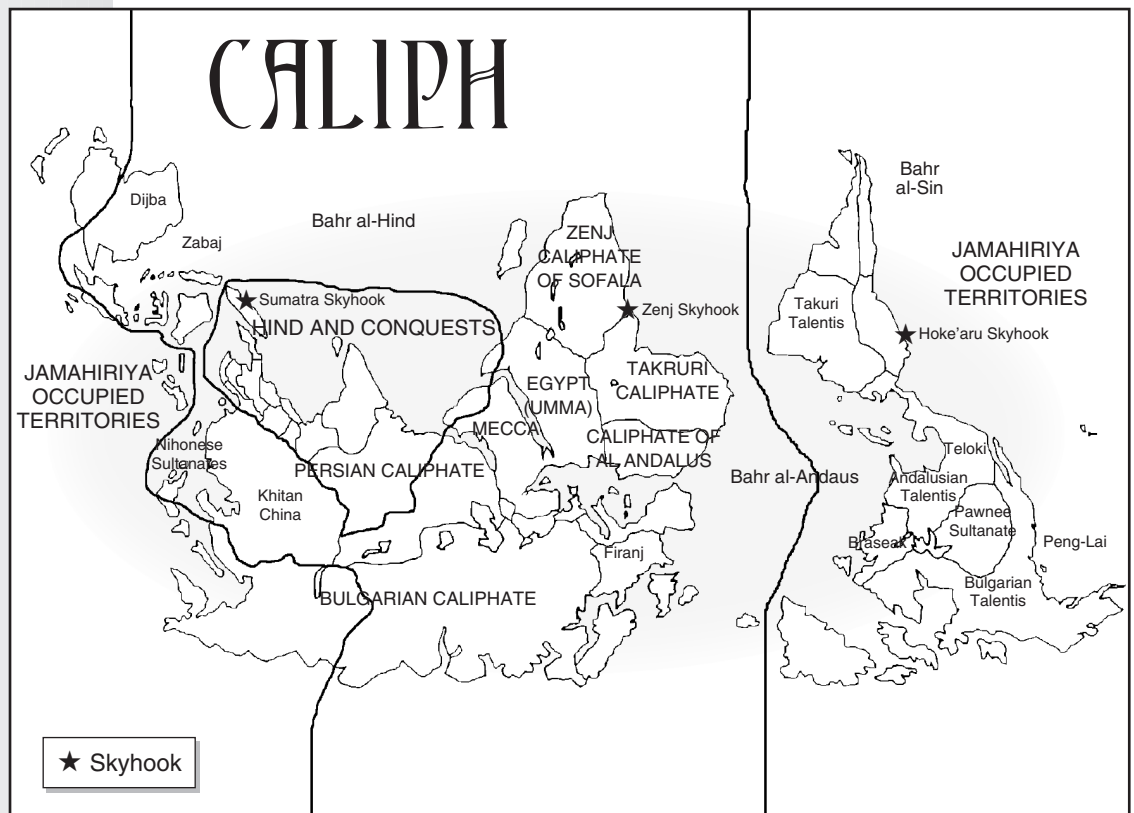 CALIPH
Dijba
Zabaj
Bahr al-Hind
Bahr
al-Sin
ZENJ
CALIPHATE
OF SOFALA
JAMAHIRIYA
OCCUPIED
TERRITORIES
Sumatra Skyhook
Zenj Skyhook
Takuri
Talentis
Hoke'aru Skyhook
HIND AND CONQUESTS
JAMAHIRIYA
OCCUPIED
TERRITORIES
EGYPT
(UMMA)
TAKRURI
CALIPHATE
MECCA
CALIPHATE OF
AL ANDALUS
Nihonese
Sultanates
PERSIAN CALIPHATE
Bahr al-Andaus
Teloki
Andalusian
Talentis
Khitan
China
Pawnee
Sultanate
Firanj
Braseak
Peng-Lai
BULGARIAN CALIPHATE
Bulgarian
Talentis
★ Skyhook